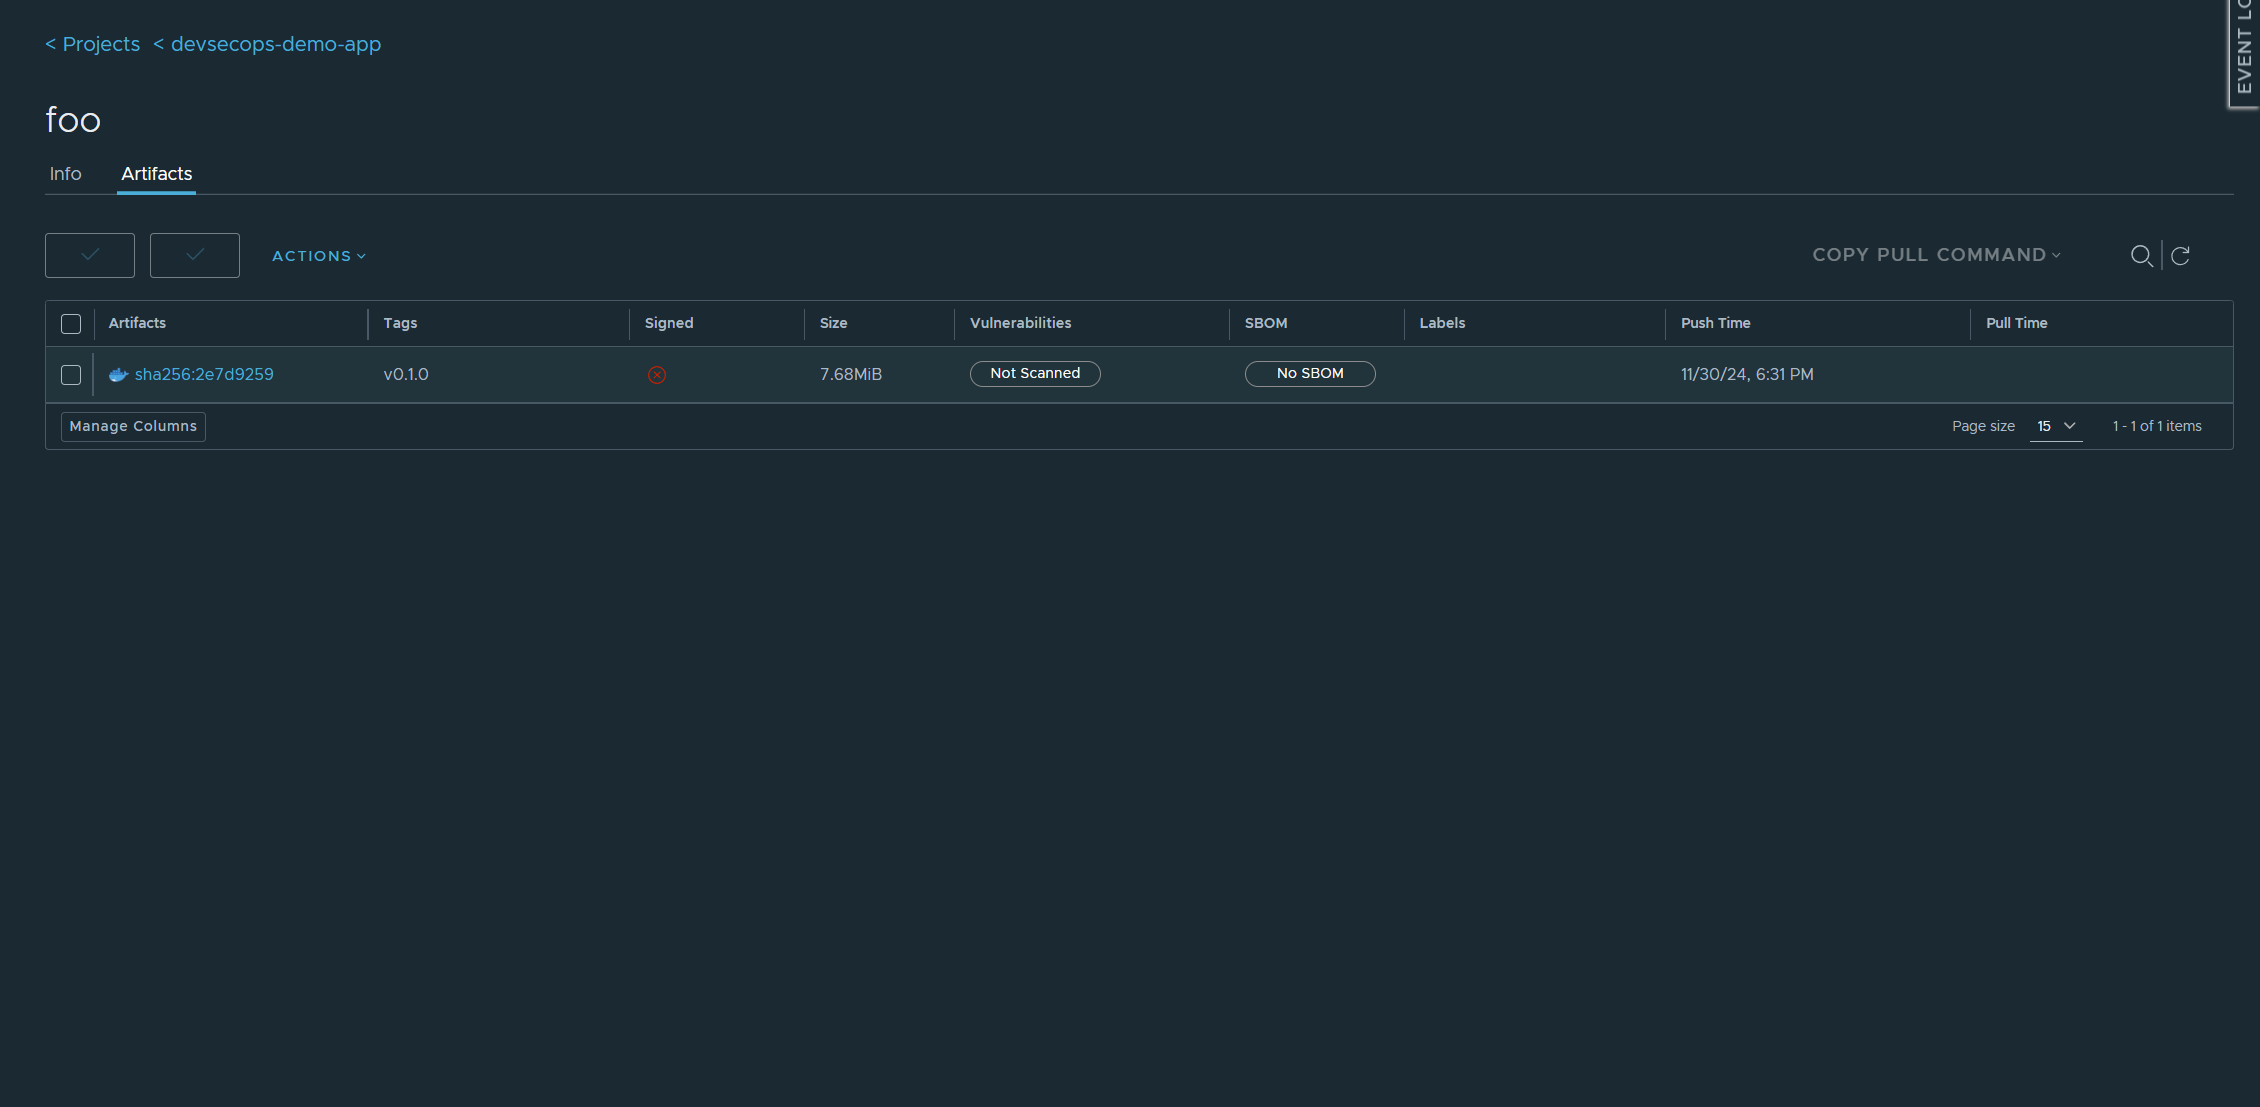 < Projects < devsecops-demo-app
EVENT LO
foo
Info Artifacts
ACTIONS COPY PULL COMMAND
Artifacts Tags Signed Size Vulnerabilities SBOM Labels Push Time Pull Time
sha256:2e7d9259 v0.1.0 7.68MiB Not Scanned No SBOM 11/30/24, 6:31 PM
Manage Columns Page size 15 1 - 1 of 1 items